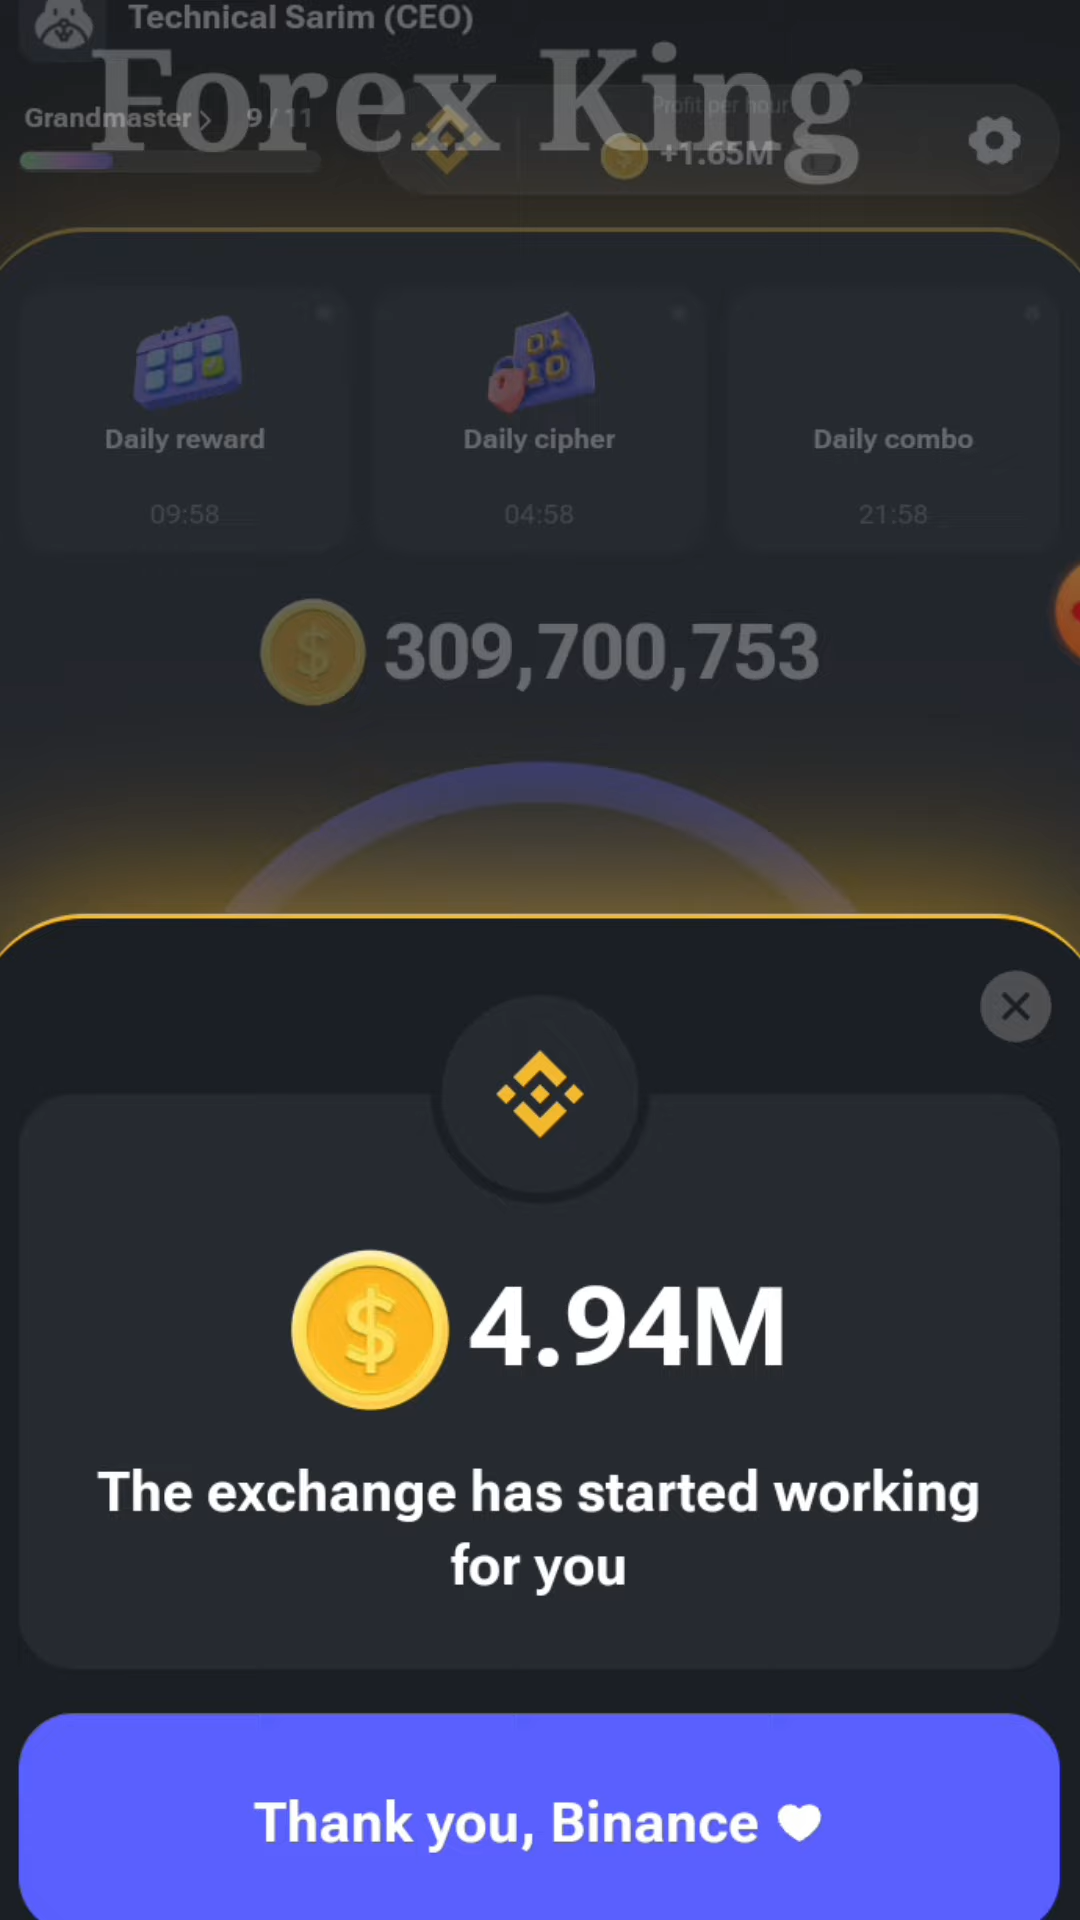 Technical Sarim (CEO)
Forex King
Grandmaster > 9 / 11
Profit per hour
+1.65M
Daily reward
09:58
Daily cipher
04:58
Daily combo
21:58
309,700,753
4.94M
The exchange has started working
for you
Thank you, Binance